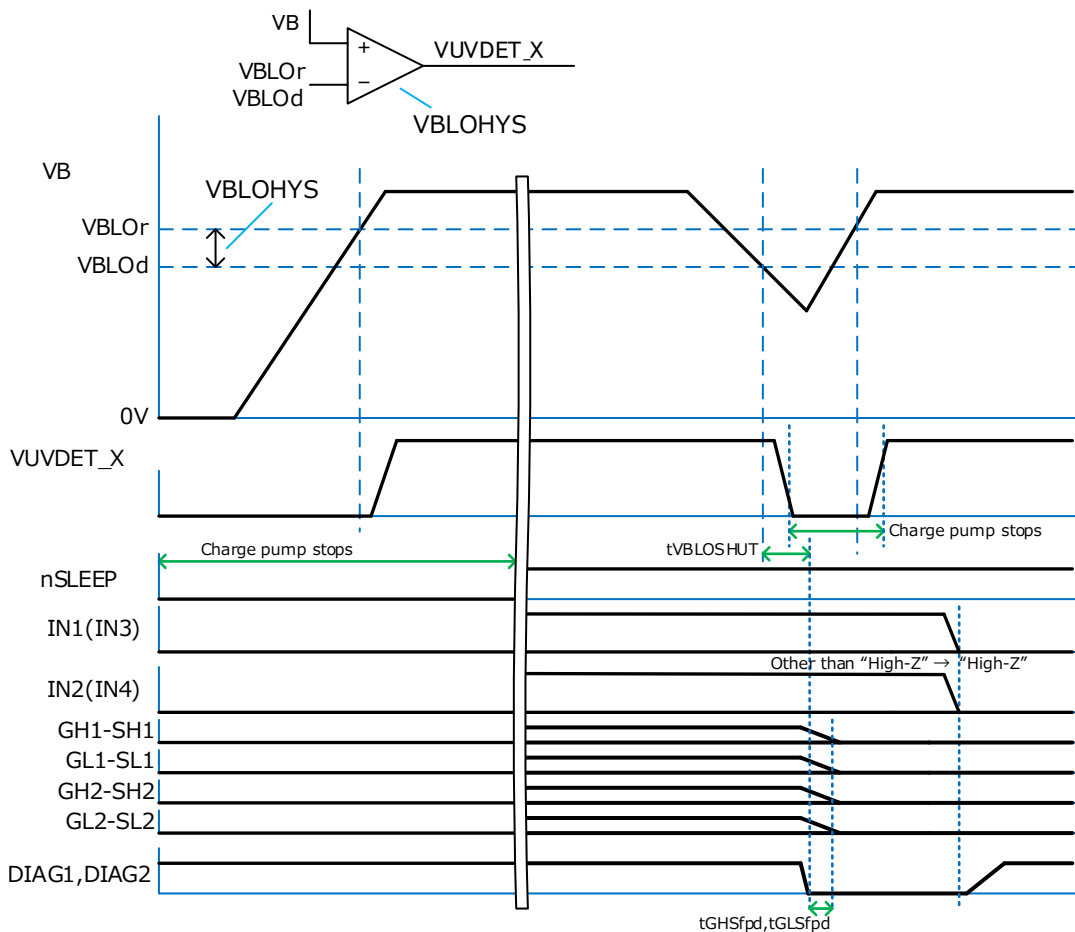 VB
+
VUVDET_X
VBLOr
VBLOd
−
VBLOHYS
VB
VBLOHYS
VBLOr
VBLOd
0V
VUVDET_X
Charge pump stops
Charge pump stops
tVBLOSHUT
nSLEEP
IN1(IN3)
Other than “High-Z” → “High-Z”
IN2(IN4)
GH1-SH1
GL1-SL1
GH2-SH2
GL2-SL2
DIAG1,DIAG2
tGHSfpd,tGLSfpd